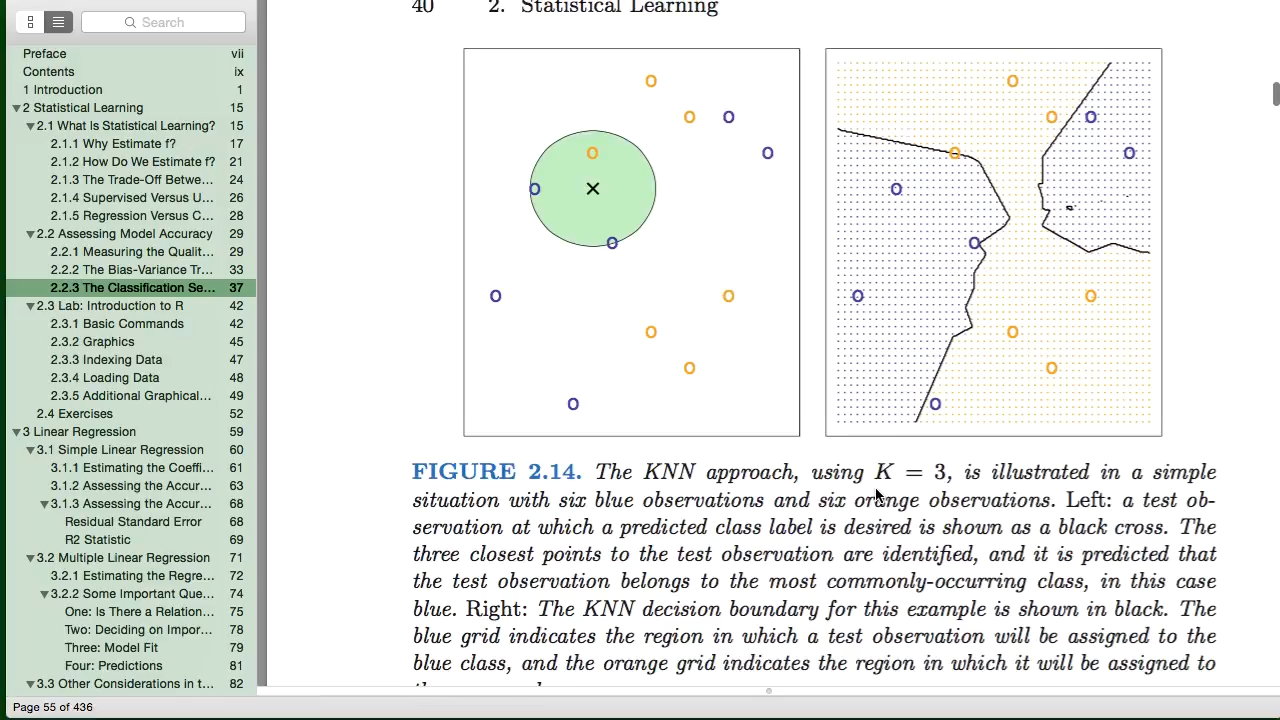 Search
Preface vii
Contents ix
1 Introduction 1
2 Statistical Learning 15
2.1 What Is Statistical Learning? 15
2.1.1 Why Estimate f? 17
2.1.2 How Do We Estimate f? 21
2.1.3 The Trade-Off Betwe… 24
2.1.4 Supervised Versus U… 26
2.1.5 Regression Versus C… 28
2.2 Assessing Model Accuracy 29
2.2.1 Measuring the Qualit… 29
2.2.2 The Bias-Variance Tr… 33
2.2.3 The Classification Se… 37
2.3 Lab: Introduction to R 42
2.3.1 Basic Commands 42
2.3.2 Graphics 45
2.3.3 Indexing Data 47
2.3.4 Loading Data 48
2.3.5 Additional Graphical… 49
2.4 Exercises 52
3 Linear Regression 59
3.1 Simple Linear Regression 60
3.1.1 Estimating the Coeffi… 61
3.1.2 Assessing the Accur… 63
3.1.3 Assessing the Accur… 68
Residual Standard Error 68
R2 Statistic 69
3.2 Multiple Linear Regression 71
3.2.1 Estimating the Regre… 72
3.2.2 Some Important Que… 74
One: Is There a Relation… 75
Two: Deciding on Impor… 78
Three: Model Fit 79
Four: Predictions 81
3.3 Other Considerations in t… 82
Page 55 of 436
40 2. Statistical Learning
FIGURE 2.14. The KNN approach, using K = 3, is illustrated in a simple
situation with six blue observations and six orange observations. Left: a test ob-
servation at which a predicted class label is desired is shown as a black cross. The
three closest points to the test observation are identified, and it is predicted that
the test observation belongs to the most commonly-occurring class, in this case
blue. Right: The KNN decision boundary for this example is shown in black. The
blue grid indicates the region in which a test observation will be assigned to the
blue class, and the orange grid indicates the region in which it will be assigned to